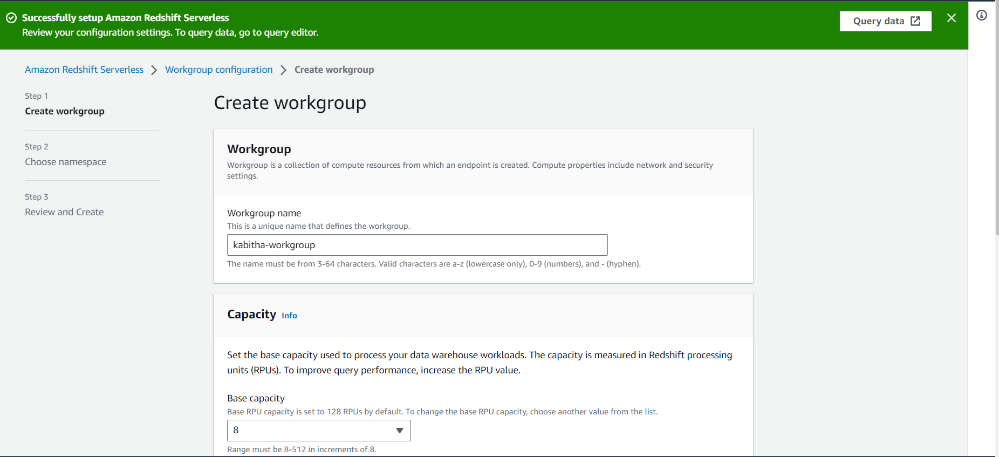 Successfully setup Amazon Redshift Serverless
Review your configuration settings. To query data, go to query editor.
Query data
Amazon Redshift Serverless > Workgroup configuration > Create workgroup
Step 1
Create workgroup
Step 2
Choose namespace
Step 3
Review and Create
Create workgroup
Workgroup
Workgroup is a collection of compute resources from which an endpoint is created. Compute properties include network and security
settings.
Workgroup name
This is a unique name that defines the workgroup.
kabitha-workgroup
The name must be from 3-64 characters. Valid characters are a-z (lowercase only), 0-9 (numbers), and - (hyphen).
Capacity Info
Set the base capacity used to process your data warehouse workloads. The capacity is measured in Redshift processing
units (RPUs). To improve query performance, increase the RPU value.
Base capacity
Base RPU capacity is set to 128 RPUs by default. To change the base RPU capacity, choose another value from the list.
8
Range must be 8-512 in increments of 8.